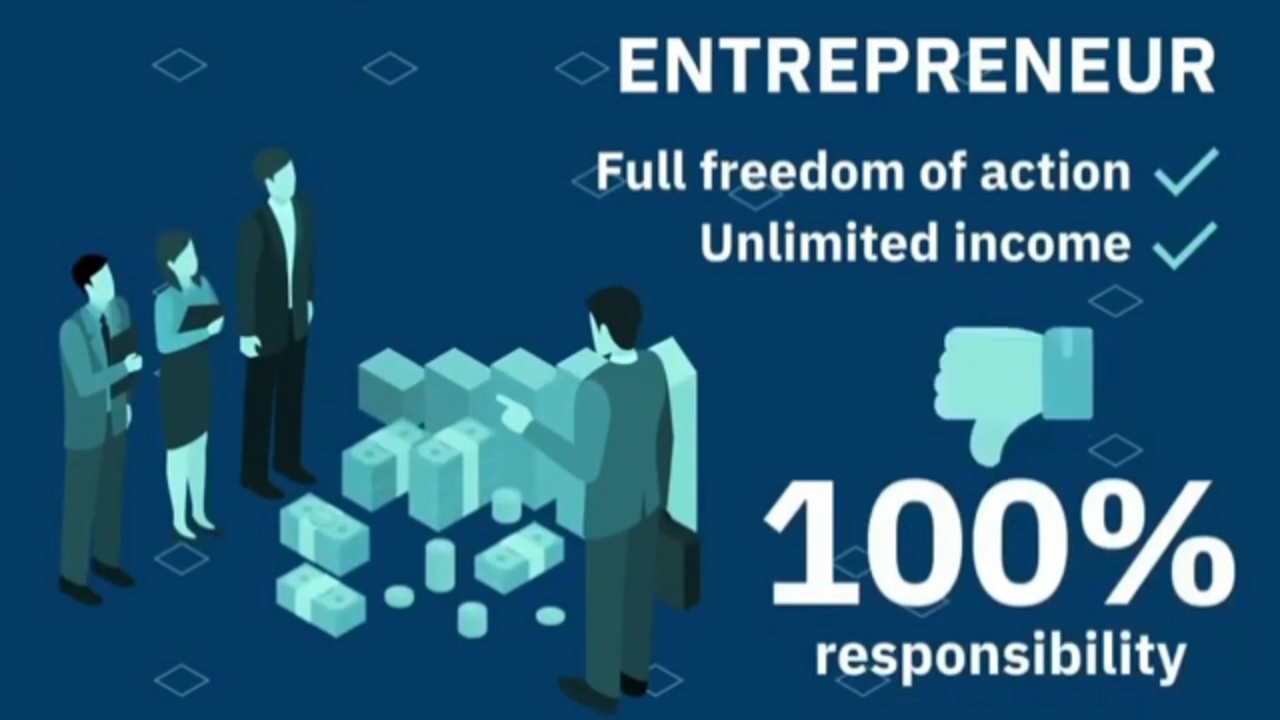 ENTREPRENEUR
Full freedom of action
Unlimited income
100%
responsibility